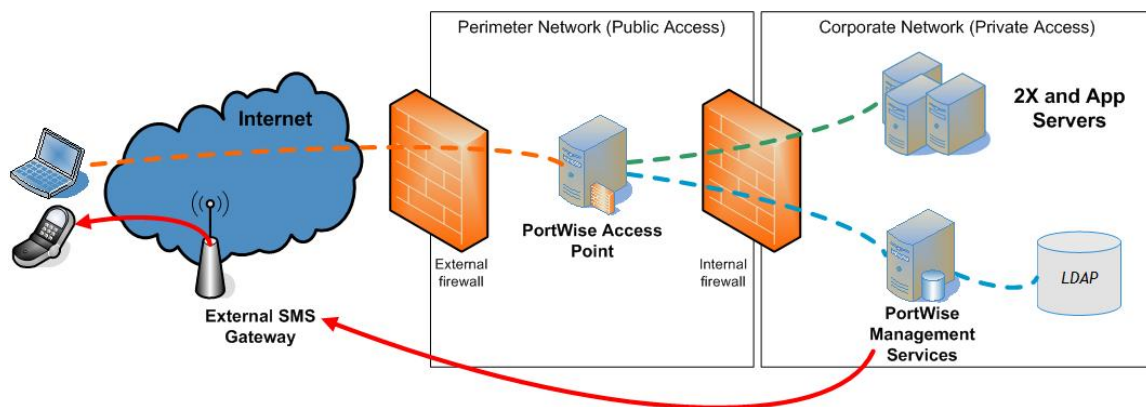 Perimeter Network (Public Access)
Corporate Network (Private Access)
Internet
2X and App
Servers
PortWise Access
Point
External
firewall
Internal
firewall
LDAP
External SMS
Gateway
PortWise
Management
Services